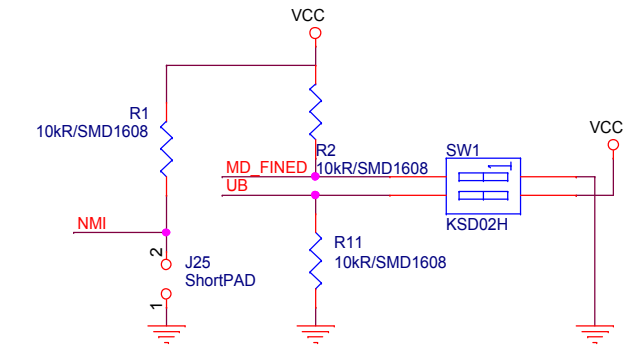 VCC
R1
10kR/SMD1608
VCC
R2
SW1
MD_FINED
10kR/SMD1608
UB
NMI
KSD02H
R11
2
J25
10kR/SMD1608
ShortPAD
1